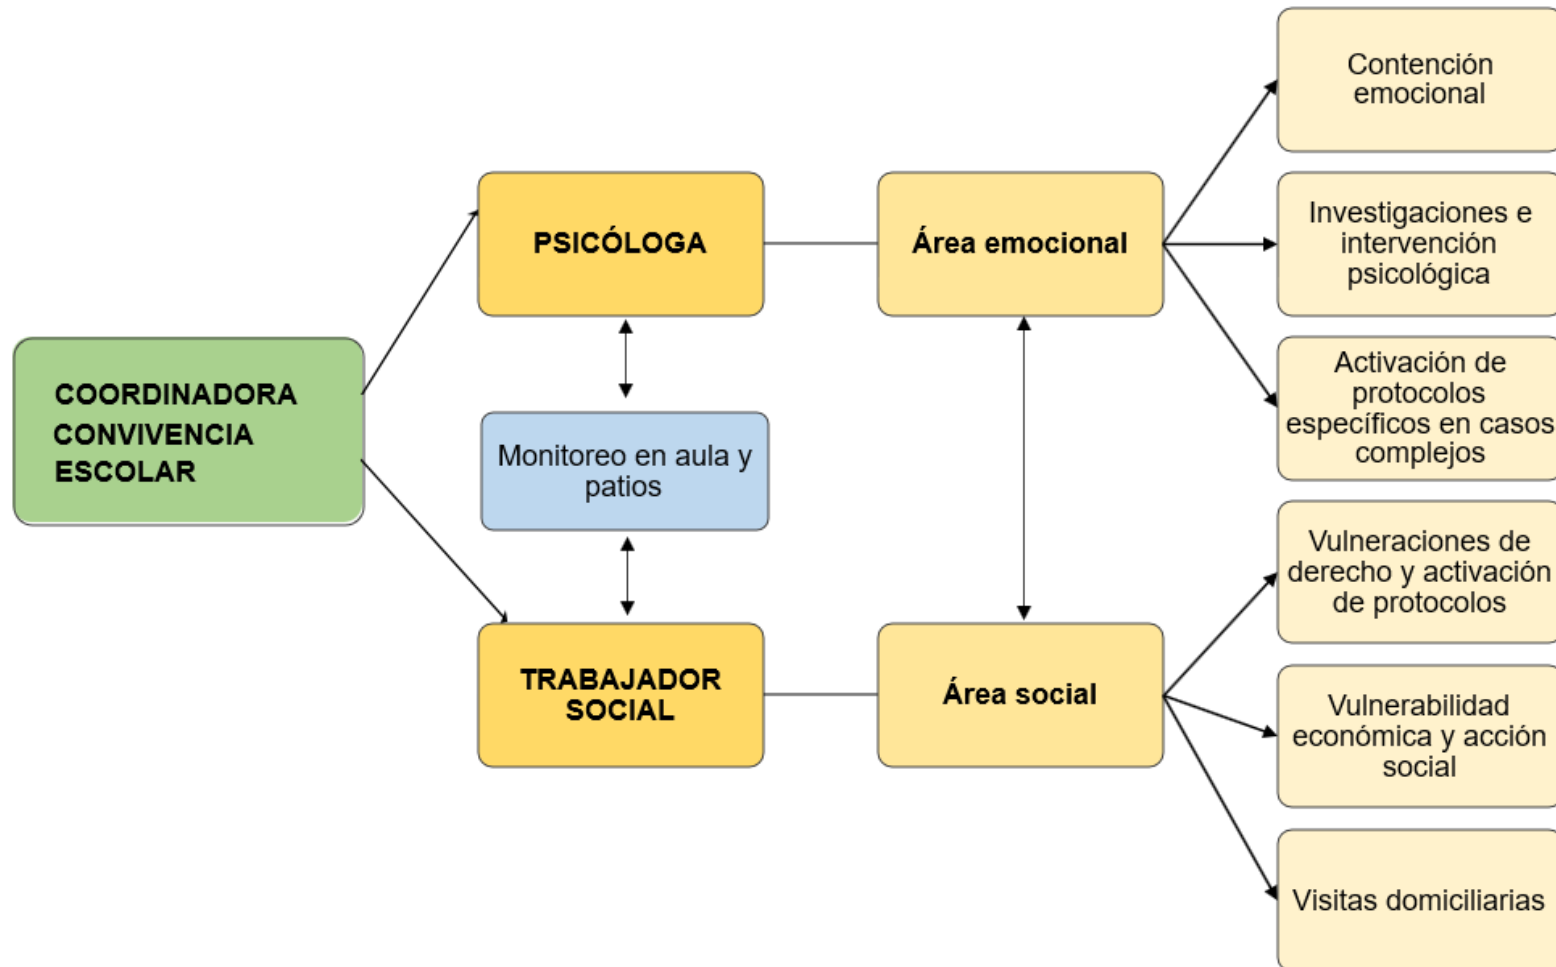 COORDINADORA
CONVIVENCIA
ESCOLAR
PSICÓLOGA
Monitoreo en aula y
patios
TRABAJADOR
SOCIAL
Área emocional
Área social
Contención
emocional
Investigaciones e
intervención
psicológica
Activación de
protocolos
específicos en casos
complejos
Vulneraciones de
derecho y activación
de protocolos
Vulnerabilidad
económica y acción
social
Visitas domiciliarias